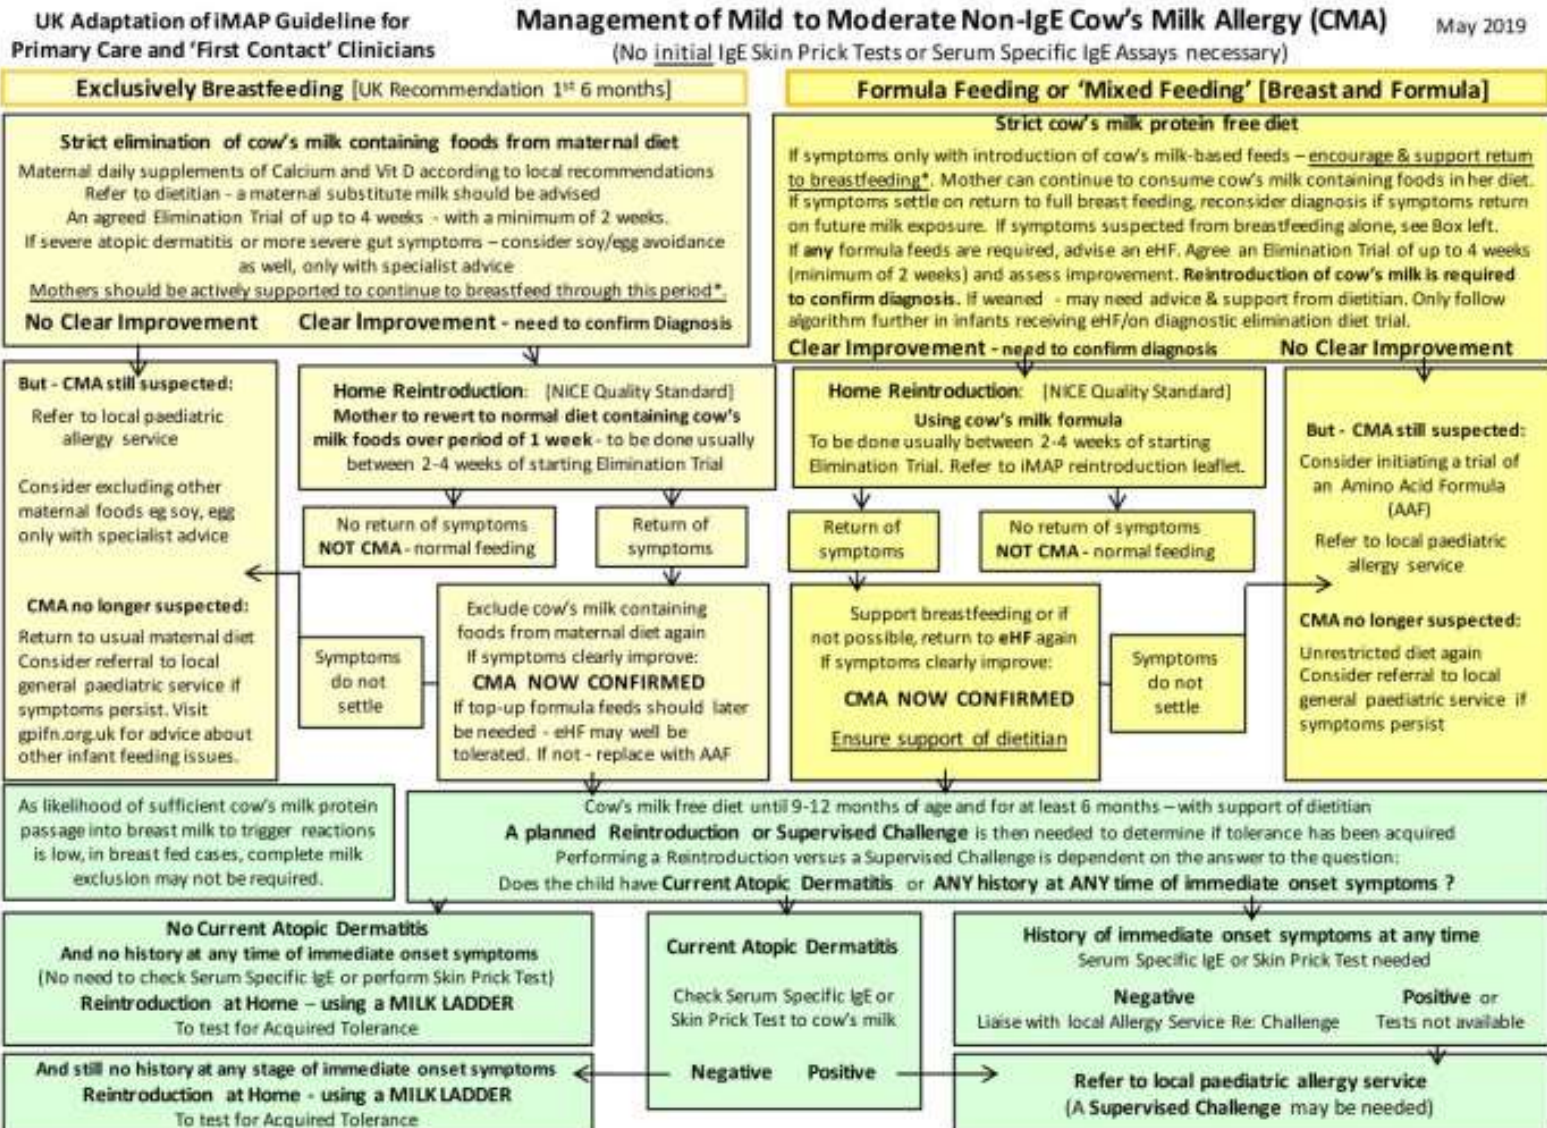 UK Adaptation of iMAP Guideline for
Primary Care and 'First Contact' Clinicians
Management of Mild to Moderate Non-IgE Cow's Milk Allergy (CMA)
May 2019
(No initial IgE Skin Prick Tests or Serum Specific IgE Assays necessary)
Exclusively Breastfeeding [UK Recommendation 1st 6 months]
Strict elimination of cow's milk containing foods from maternal diet
Maternal daily supplements of Calcium and Vit D according to local recommendations
Refer to dietitian - a maternal substitute milk should be advised
An agreed Elimination Trial of up to 4 weeks - with a minimum of 2 weeks.
If severe atopic dermatitis or more severe gut symptoms – consider soy/egg avoidance
as well, only with specialist advice
Mothers should be actively supported to continue to breastfeed through this period*.
No Clear Improvement
Clear Improvement - need to confirm Diagnosis
Formula Feeding or 'Mixed Feeding' [Breast and Formula]
Strict cow's milk protein free diet
If symptoms only with introduction of cow's milk-based feeds – encourage & support return
to breastfeeding*. Mother can continue to consume cow's milk containing foods in her diet.
If symptoms settle on return to full breast feeding, reconsider diagnosis if symptoms return
on future milk exposure. If symptoms suspected from breastfeeding alone, see Box left.
If any formula feeds are required, advise an eHF. Agree an Elimination Trial of up to 4 weeks
(minimum of 2 weeks) and assess improvement. Reintroduction of cow's milk is required
to confirm diagnosis. If weaned - may need advice & support from dietitian. Only follow
algorithm further in infants receiving eHF/on diagnostic elimination diet trial.
Clear Improvement - need to confirm diagnosis
No Clear Improvement
But - CMA still suspected:
Refer to local paediatric
allergy service
Consider excluding other
maternal foods eg soy, egg
only with specialist advice
CMA no longer suspected:
Return to usual maternal diet
Consider referral to local
general paediatric service if
symptoms persist. Visit
gpifn.org.uk for advice about
other infant feeding issues.
Home Reintroduction: [NICE Quality Standard]
Mother to revert to normal diet containing cow's
milk foods over period of 1 week - to be done usually
between 2-4 weeks of starting Elimination Trial
No return of symptoms
NOT CMA - normal feeding
Return of
symptoms
Symptoms
do not
settle
Exclude cow's milk containing
foods from maternal diet again
If symptoms clearly improve:
CMA NOW CONFIRMED
If top-up formula feeds should later
be needed - eHF may well be
tolerated. If not - replace with AAF
Home Reintroduction: [NICE Quality Standard]
Using cow's milk formula
To be done usually between 2-4 weeks of starting
Elimination Trial. Refer to iMAP reintroduction leaflet.
Return of
symptoms
No return of symptoms
NOT CMA - normal feeding
Support breastfeeding or if
not possible, return to eHF again
If symptoms clearly improve:
CMA NOW CONFIRMED
Ensure support of dietitian
Symptoms
do not
settle
But - CMA still suspected:
Consider initiating a trial of
an Amino Acid Formula
(AAF)
Refer to local paediatric
allergy service
CMA no longer suspected:
Unrestricted diet again
Consider referral to local
general paediatric service if
symptoms persist
As likelihood of sufficient cow's milk protein
passage into breast milk to trigger reactions
is low, in breast fed cases, complete milk
exclusion may not be required.
Cow's milk free diet until 9-12 months of age and for at least 6 months – with support of dietitian
A planned Reintroduction or Supervised Challenge is then needed to determine if tolerance has been acquired
Performing a Reintroduction versus a Supervised Challenge is dependent on the answer to the question:
Does the child have Current Atopic Dermatitis or ANY history at ANY time of immediate onset symptoms ?
No Current Atopic Dermatitis
And no history at any time of immediate onset symptoms
(No need to check Serum Specific IgE or perform Skin Prick Test)
Reintroduction at Home – using a MILK LADDER
To test for Acquired Tolerance
And still no history at any stage of immediate onset symptoms
Reintroduction at Home - using a MILK LADDER
To test for Acquired Tolerance
Current Atopic Dermatitis
Check Serum Specific IgE or
Skin Prick Test to cow's milk
Negative Positive
History of immediate onset symptoms at any time
Serum Specific IgE or Skin Prick Test needed
Negative
Liaise with local Allergy Service Re: Challenge
Positive or
Tests not available
Refer to local paediatric allergy service
(A Supervised Challenge may be needed)